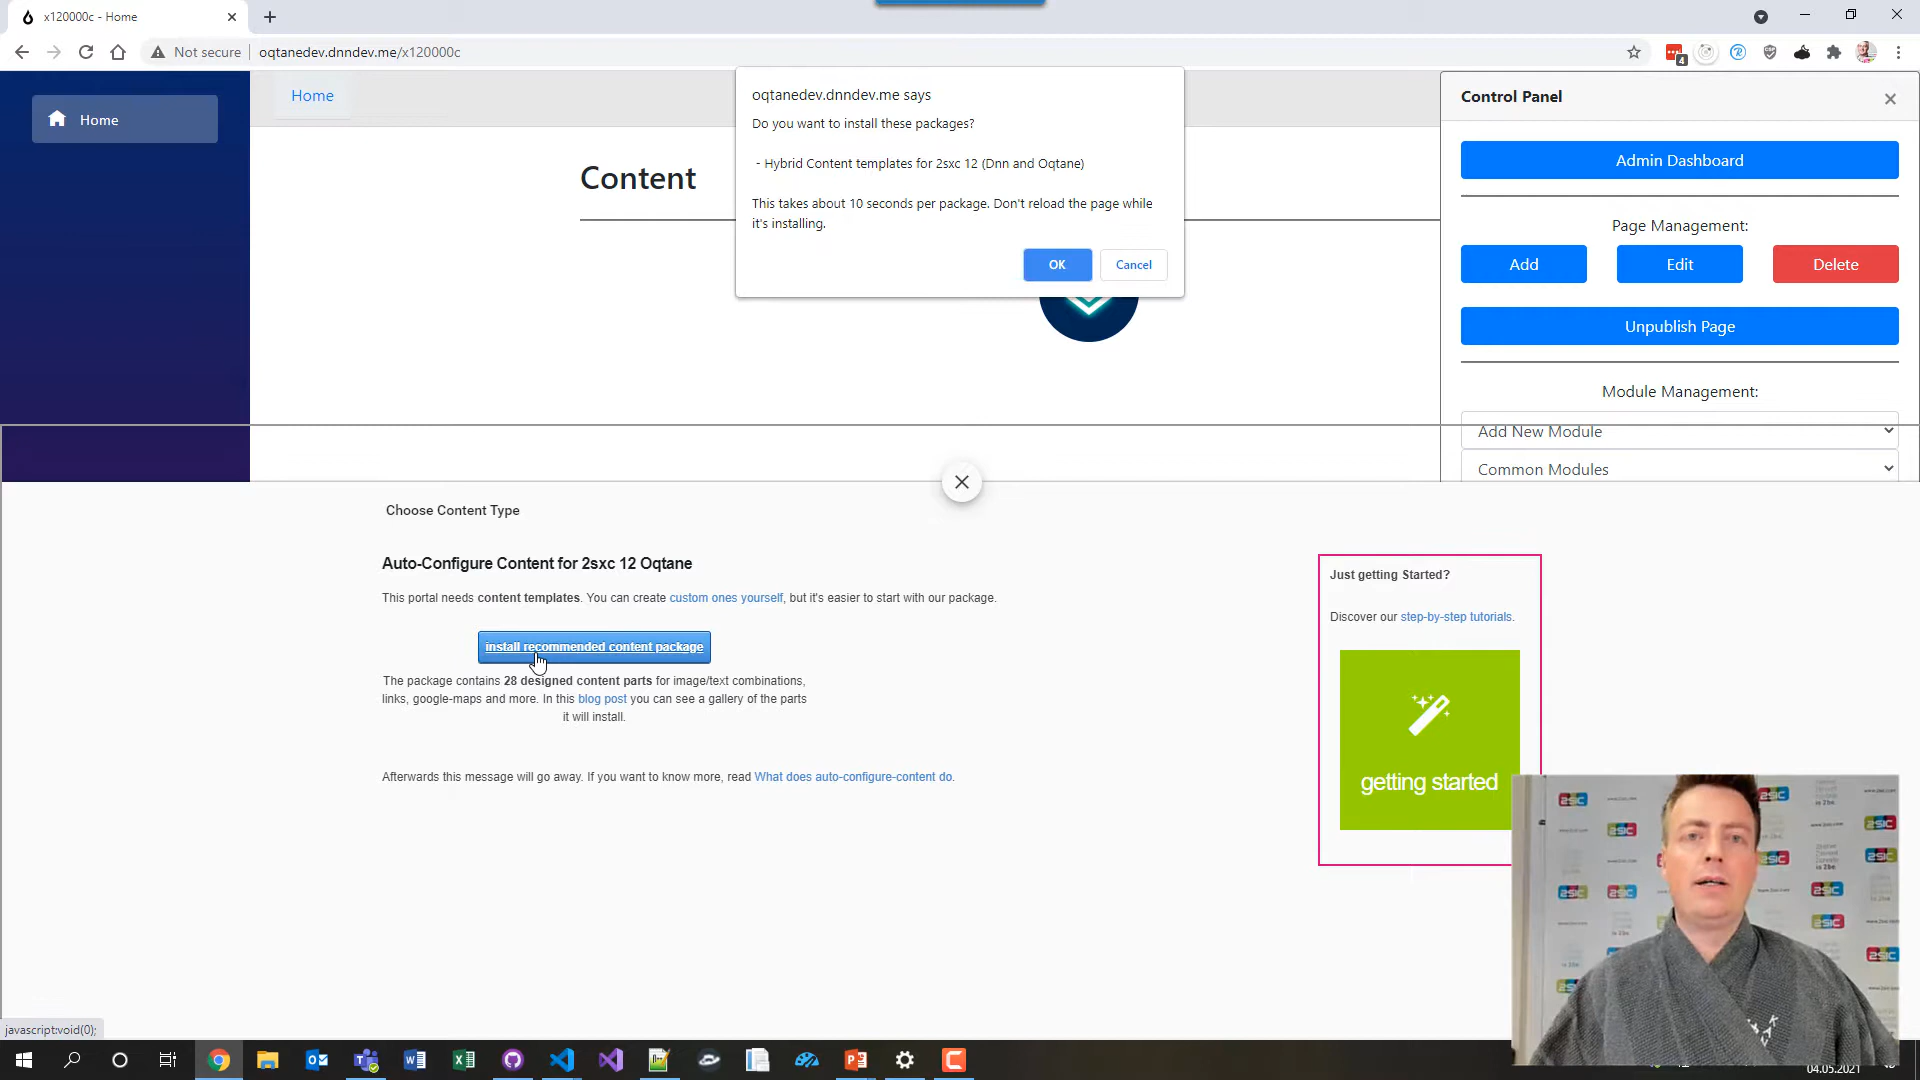 x120000c - Home
Not secure
oqtanedev.dnndev.me/x120000c
4
Home
Home
Content
oqtanedev.dnndev.me says
Do you want to install these packages?
- Hybrid Content templates for 2sxc 12 (Dnn and Oqtane)
This takes about 10 seconds per package. Don't reload the page while
it's installing.
OK
Cancel
Control Panel
Admin Dashboard
Page Management:
Add
Edit
Delete
Unpublish Page
Module Management:
Add New Module
Common Modules
Choose Content Type
Auto-Configure Content for 2sxc 12 Oqtane
This portal needs content templates. You can create custom ones yourself, but it's easier to start with our package.
install recommended content package
The package contains 28 designed content parts for image/text combinations,
links, google-maps and more. In this blog post you can see a gallery of the parts
it will install.
Afterwards this message will go away. If you want to know more, read What does auto-configure-content do.
Just getting Started?
Discover our step-by-step tutorials.
getting started
2SIC
javascript:void(0);
04.05.2021